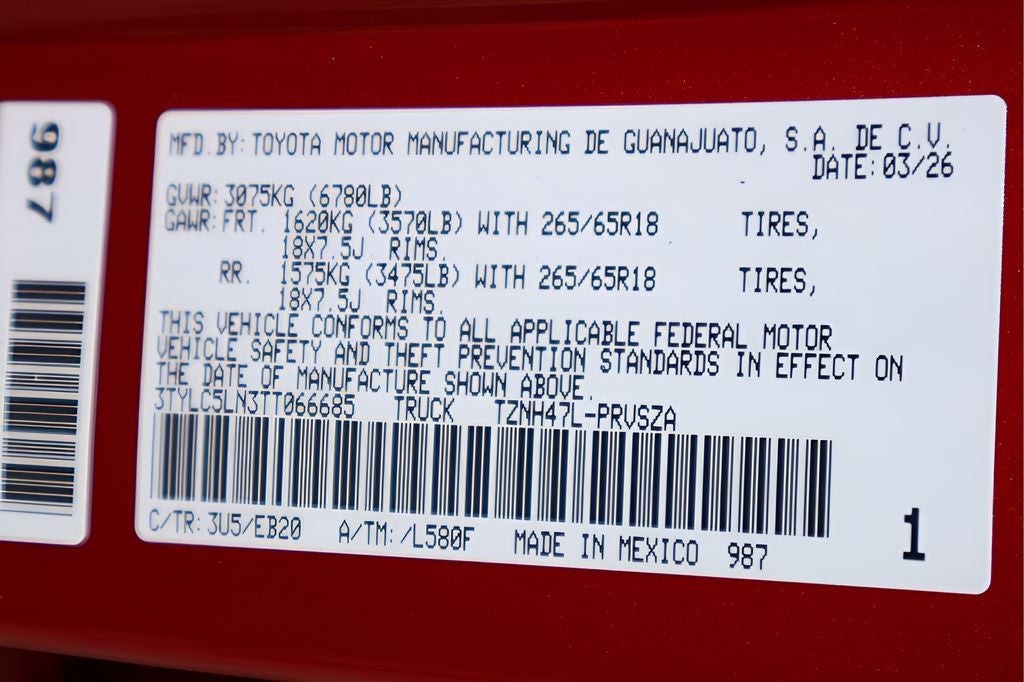 987
MFD.BY: TOYOTA MOTOR MANUFACTURING DE GUANAJUATO, S.A. DE C.V.
DATE: 03/26
GVWR: 3075KG (6780LB)
GAWR: FRT. 1620KG (3570LB) WITH 265/65R18 TIRES,
18X7.5J RIMS.
RR. 1575KG (3475LB) WITH 265/65R18 TIRES,
18X7.5J RIMS.
THIS VEHICLE CONFORMS TO ALL APPLICABLE FEDERAL MOTOR
VEHICLE SAFETY AND THEFT PREVENTION STANDARDS IN EFFECT ON
THE DATE OF MANUFACTURE SHOWN ABOVE.
3TYLC5LN3TT066685 TRUCK TZNH47L-PRVSZA
C/TR: 3U5/EB20 A/TM: /L580F MADE IN MEXICO 987
1